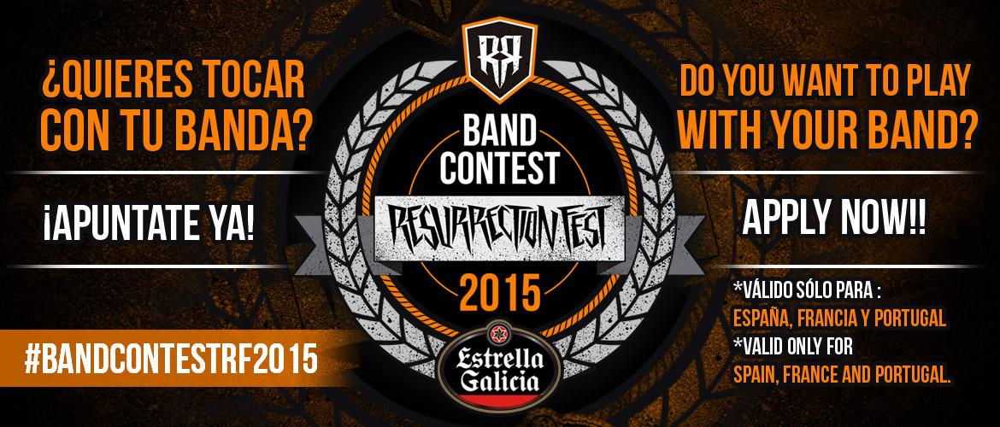 ¿QUIERES TOCAR
CON TU BANDA?
¡APUNTATE YA!
#BANDCONTESTRF2015
RR
BAND
CONTEST
RESURRECTION FEST
2015
Estrella
Galicia
DO YOU WANT TO PLAY
WITH YOUR BAND?
APPLY NOW!!
*VÁLIDO SÓLO PARA :
ESPAÑA, FRANCIA Y PORTUGAL
*VALID ONLY FOR
SPAIN, FRANCE AND PORTUGAL.